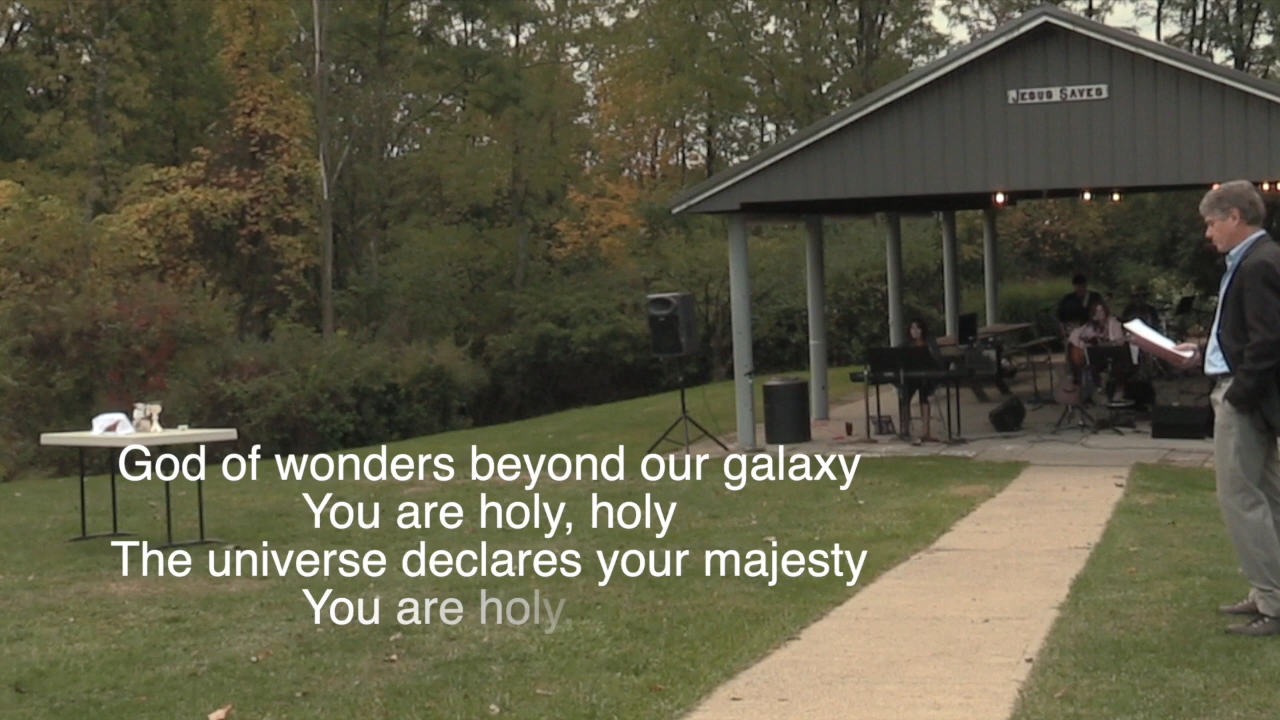 Jesus Saves
God of wonders beyond our galaxy
You are holy, holy
The universe declares your majesty
You are holy,